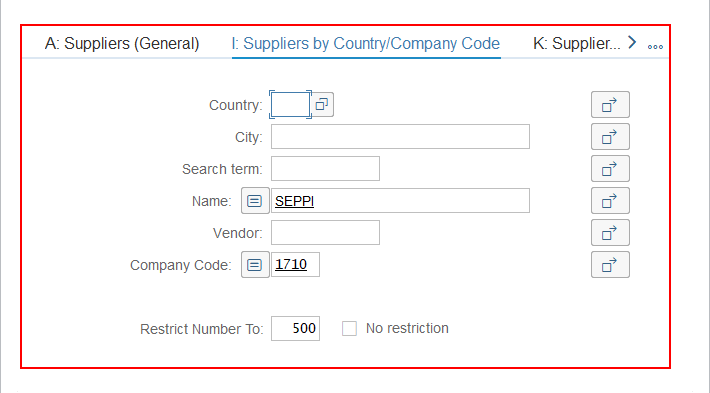 A: Suppliers (General) I: Suppliers by Country/Company Code K: Supplier...
Country:
City:
Search term:
Name: SEPPI
Vendor:
Company Code: 1710
Restrict Number To: 500 No restriction